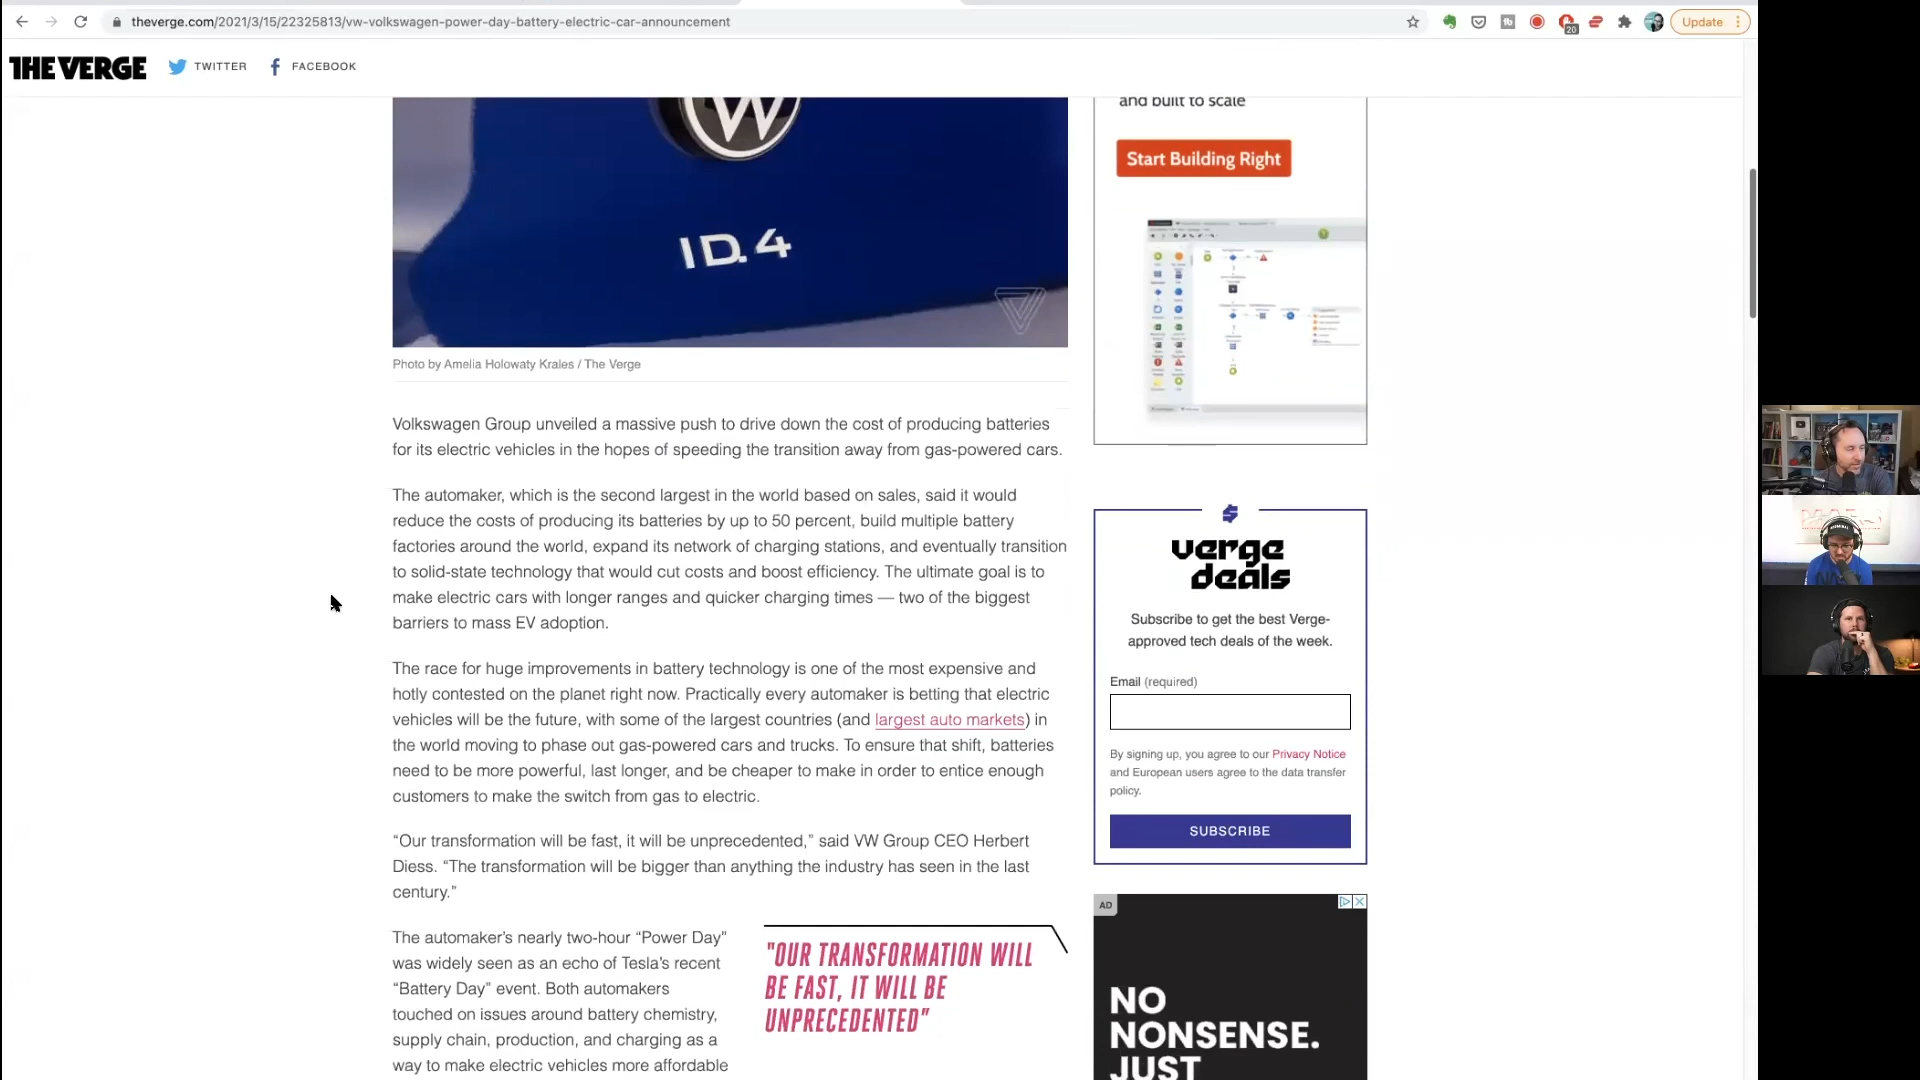 theverge.com/2021/3/15/22325813/vw-volkswagen-power-day-battery-electric-car-announcement
20
Update
THE VERGE
TWITTER
FACEBOOK
ID.4
Photo by Amelia Holowaty Krales / The Verge
Volkswagen Group unveiled a massive push to drive down the cost of producing batteries
for its electric vehicles in the hopes of speeding the transition away from gas-powered cars.
The automaker, which is the second largest in the world based on sales, said it would
reduce the costs of producing its batteries by up to 50 percent, build multiple battery
factories around the world, expand its network of charging stations, and eventually transition
to solid-state technology that would cut costs and boost efficiency. The ultimate goal is to
make electric cars with longer ranges and quicker charging times — two of the biggest
barriers to mass EV adoption.
The race for huge improvements in battery technology is one of the most expensive and
hotly contested on the planet right now. Practically every automaker is betting that electric
vehicles will be the future, with some of the largest countries (and largest auto markets) in
the world moving to phase out gas-powered cars and trucks. To ensure that shift, batteries
need to be more powerful, last longer, and be cheaper to make in order to entice enough
customers to make the switch from gas to electric.
“Our transformation will be fast, it will be unprecedented,” said VW Group CEO Herbert
Diess. “The transformation will be bigger than anything the industry has seen in the last
century.”
The automaker’s nearly two-hour “Power Day”
was widely seen as an echo of Tesla’s recent
“Battery Day” event. Both automakers
touched on issues around battery chemistry,
supply chain, production, and charging as a
way to make electric vehicles more affordable
"OUR TRANSFORMATION WILL
BE FAST, IT WILL BE
UNPRECEDENTED"
and built to scale
Start Building Right
verge
deals
Subscribe to get the best Verge-
approved tech deals of the week.
Email (required)
By signing up, you agree to our Privacy Notice
and European users agree to the data transfer
policy.
SUBSCRIBE
AD
NO
NONSENSE.
JUST